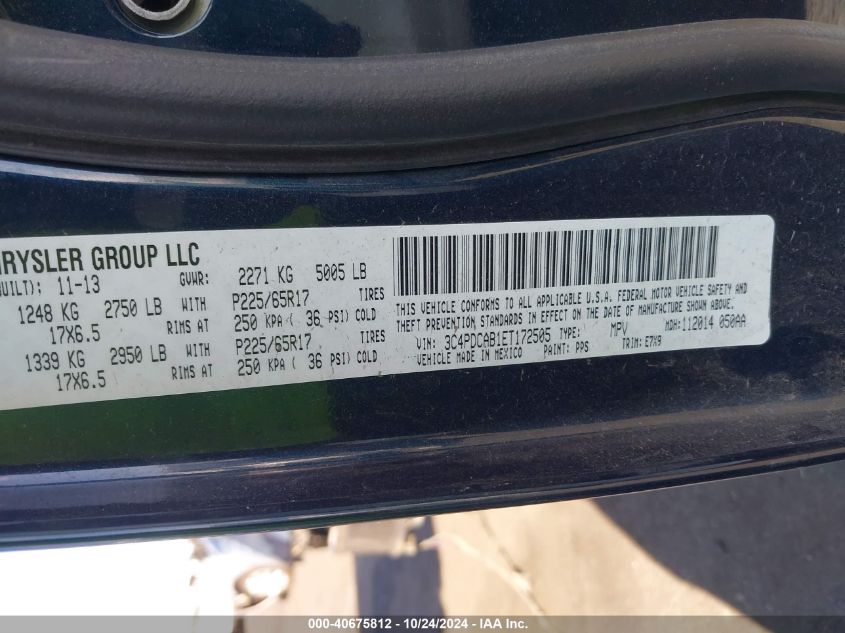 RYSLER GROUP LLC
BUILT): 11-13 GVWR: 2271 KG 5005 LB
1248 KG 2750 LB WITH P225/65R17 TIRES
17X6.5 RIMS AT 250 KPA ( 36 PSI) COLD
1339 KG 2950 LB WITH P225/65R17 TIRES
17X6.5 RIMS AT 250 KPA ( 36 PSI) COLD
THIS VEHICLE CONFORMS TO ALL APPLICABLE U.S.A. FEDERAL MOTOR VEHICLE SAFETY AND
THEFT PREVENTION STANDARDS IN EFFECT ON THE DATE OF MANUFACTURE SHOWN ABOVE.
VIN: 3C4PDCAB1ET172505 TYPE: MPV MDH:112014 050AA
MADE IN MEXICO PAINT: PPS TRIM: E7X9
000-40675812 - 10/24/2024 - IAAI.COM